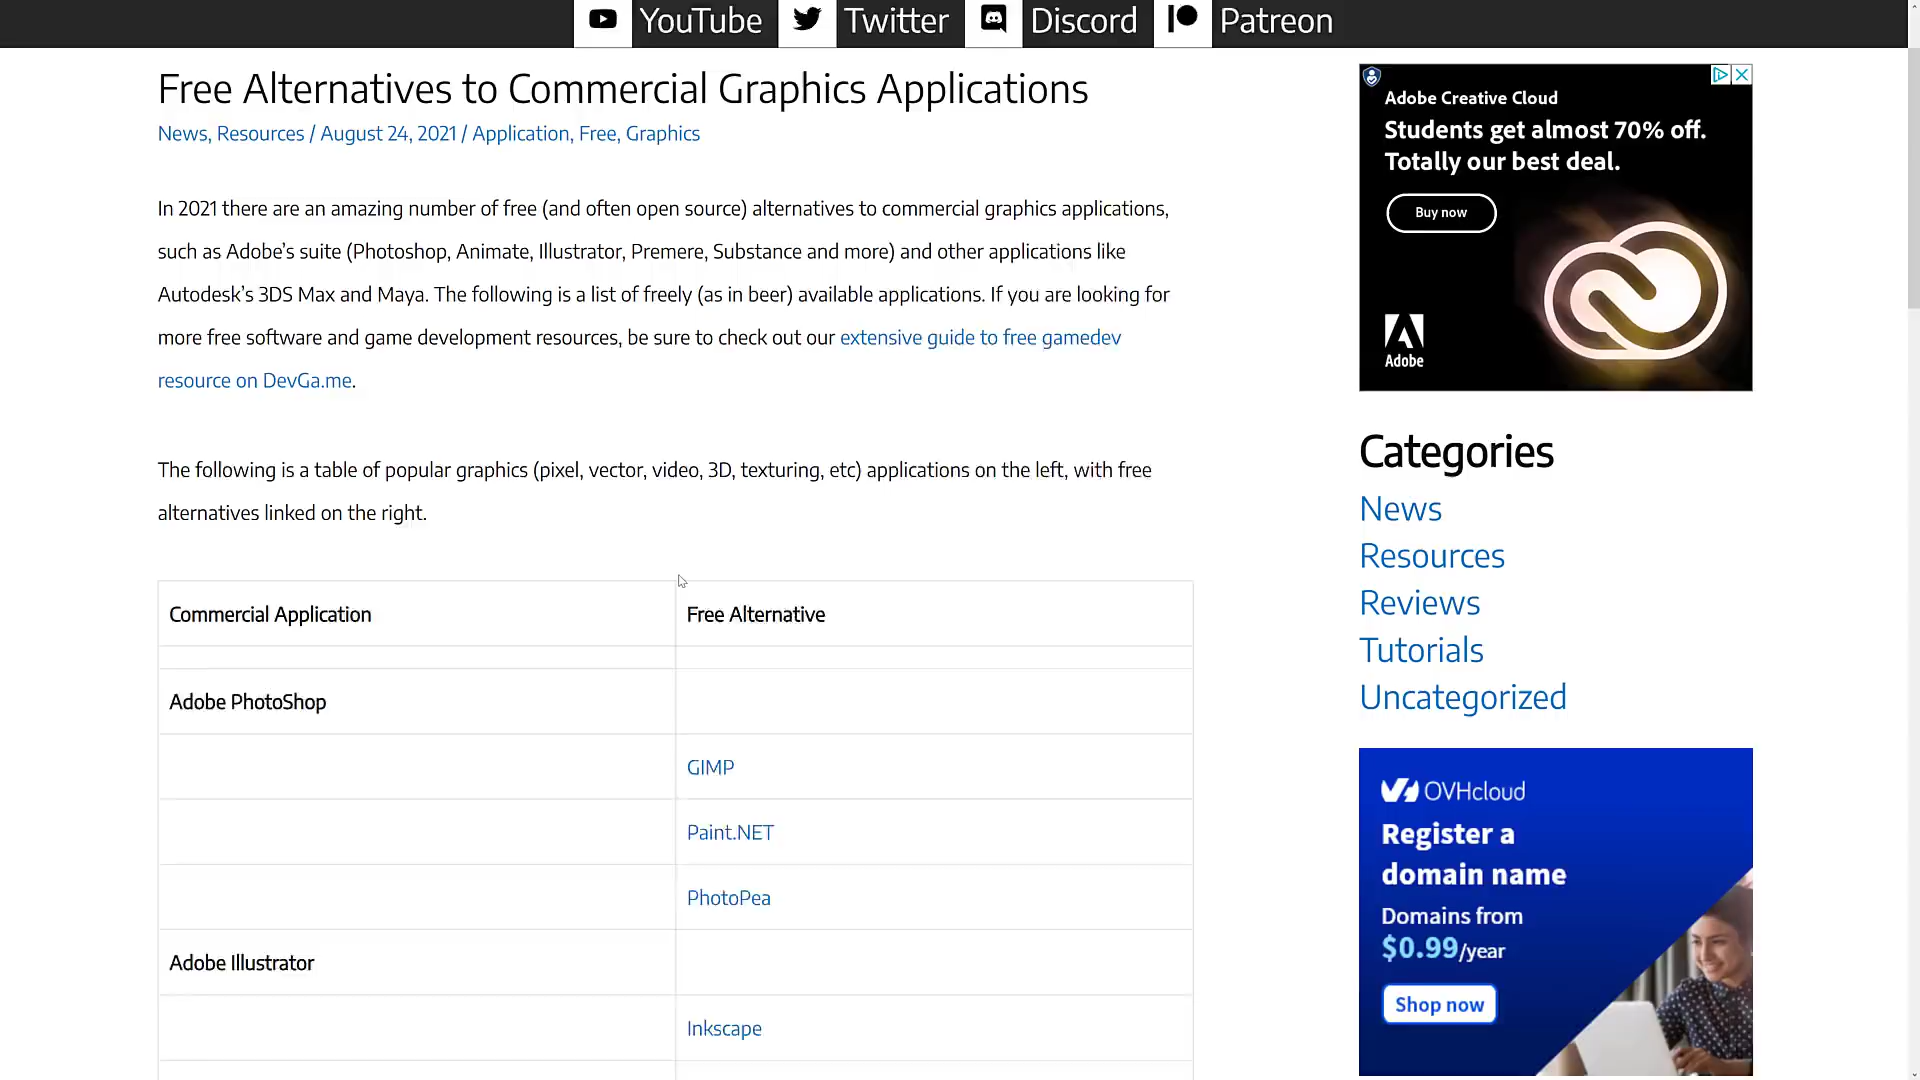 YouTube Twitter Discord Patreon
Free Alternatives to Commercial Graphics Applications
News, Resources / August 24, 2021 / Application, Free, Graphics
In 2021 there are an amazing number of free (and often open source) alternatives to commercial graphics applications,
such as Adobe's suite (Photoshop, Animate, Illustrator, Premere, Substance and more) and other applications like
Autodesk's 3DS Max and Maya. The following is a list of freely (as in beer) available applications. If you are looking for
more free software and game development resources, be sure to check out our extensive guide to free gamedev
resource on DevGa.me.
The following is a table of popular graphics (pixel, vector, video, 3D, texturing, etc) applications on the left, with free
alternatives linked on the right.
Commercial Application Free Alternative
Adobe PhotoShop
GIMP
Paint.NET
PhotoPea
Adobe Illustrator
Inkscape
Adobe Creative Cloud
Students get almost 70% off.
Totally our best deal.
Buy now
Adobe
Categories
News
Resources
Reviews
Tutorials
Uncategorized
OVHcloud
Register a
domain name
Domains from
$0.99/year
Shop now